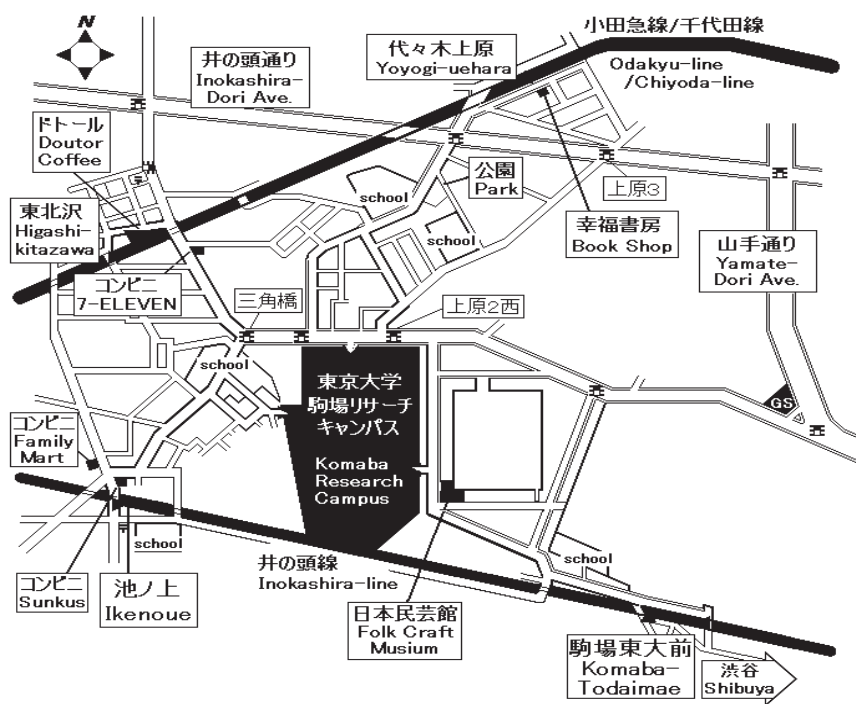 N
小田急線/千代田線
Odakyu-line
/Chiyoda-line
井の頭通り
Inokashira-
Dori Ave.
代々木上原
Yoyogi-uehara
ドトール
Doutor
Coffee
公園
Park
school
上原3
東北沢
Higashi-
kitazawa
school
幸福書房
Book Shop
山手通り
Yamate-
Dori Ave.
コンビニ
7-ELEVEN
三角橋
上原2西
school
東京大学
駒場リサーチ
キャンパス
Komaba
Research
Campus
GS
コンビニ
Family
Mart
school
井の頭線
Inokashira-line
school
コンビニ
Sunkus
池ノ上
Ikenoue
日本民芸館
Folk Craft
Musium
駒場東大前
Komaba-
Todaimae
渋谷
Shibuya